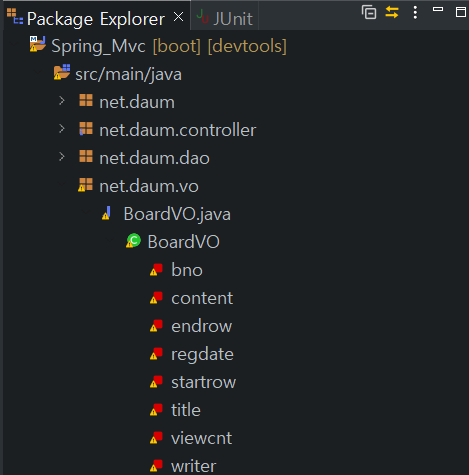 Package Explorer JUnit
Spring_Mvc [boot] [devtools]
src/main/java
net.daum
net.daum.controller
net.daum.dao
net.daum.vo
BoardVO.java
BoardVO
bno
content
endrow
regdate
startrow
title
viewcnt
writer